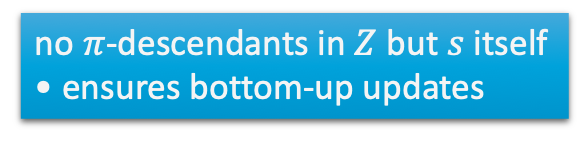 no 𝜋-descendants in 𝑍 but 𝑠 itself
• ensures bottom-up updates